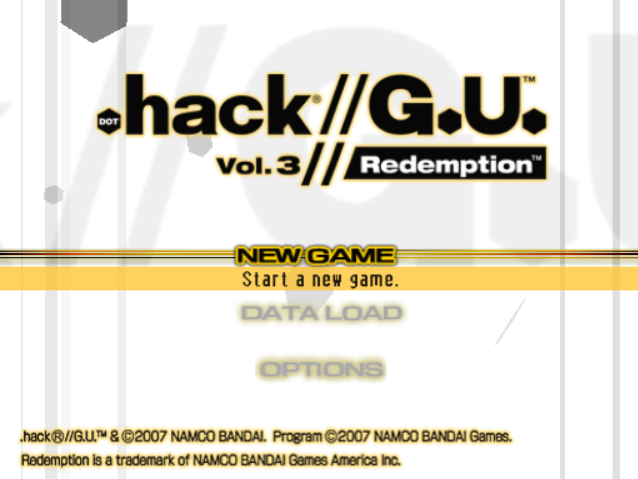 DOT .hack®//G.U.™
Vol.3//Redemption™
NEW GAME
Start a new game.
DATA LOAD
OPTIONS
.hack®//G.U.™ & ©2007 NAMCO BANDAI. Program ©2007 NAMCO BANDAI Games.
Redemption is a trademark of NAMCO BANDAI Games America Inc.